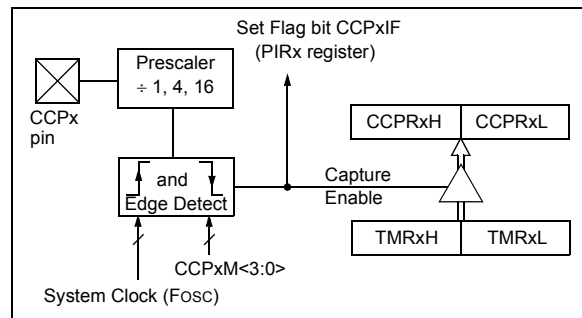 Set Flag bit CCPxIF
(PIRx register)
Prescaler
÷ 1, 4, 16
CCPx
pin
CCPRxH CCPRxL
and
Edge Detect
Capture
Enable
TMRxH TMRxL
CCPxM<3:0>
System Clock (FOSC)